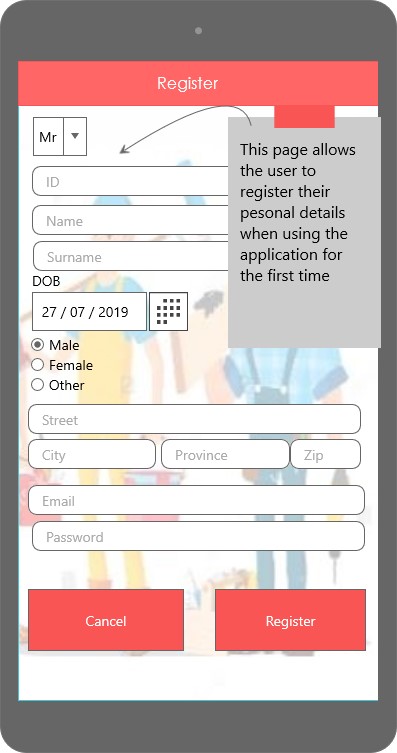 Register
Mr
This page allows
the user to
register their
pesonal details
when using the
application for
the first time
ID
Name
Surname
DOB
27 / 07 / 2019
Male
Female
Other
Street
City Province Zip
Email
Password
Cancel Register